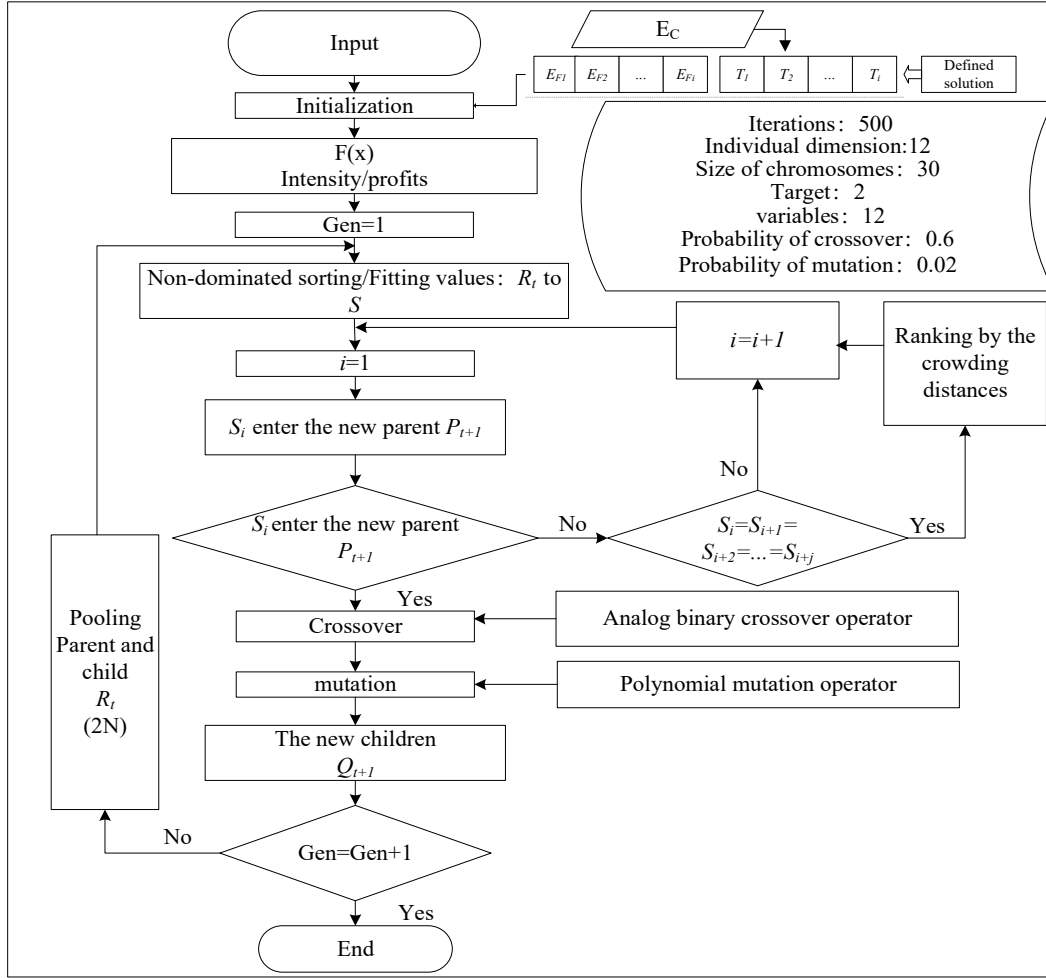 Input
E_C
E_F1 E_F2 ... E_Fi T_1 T_2 ... T_i
Defined
solution
Initialization
Iterations：500
Individual dimension:12
Size of chromosomes：30
Target：2
variables：12
Probability of crossover：0.6
Probability of mutation：0.02
F(x)
Intensity/profits
Gen=1
Non-dominated sorting/Fitting values：R_t to
S
i=i+1
Ranking by the
crowding
distances
i=1
S_i enter the new parent P_t+1
No
S_i enter the new parent
P_t+1
No
S_i=S_i+1=
S_i+2=...=S_i+j
Yes
Yes
Pooling
Parent and
child
R_t
(2N)
Crossover
Analog binary crossover operator
mutation
Polynomial mutation operator
The new children
Q_t+1
No
Gen=Gen+1
Yes
End